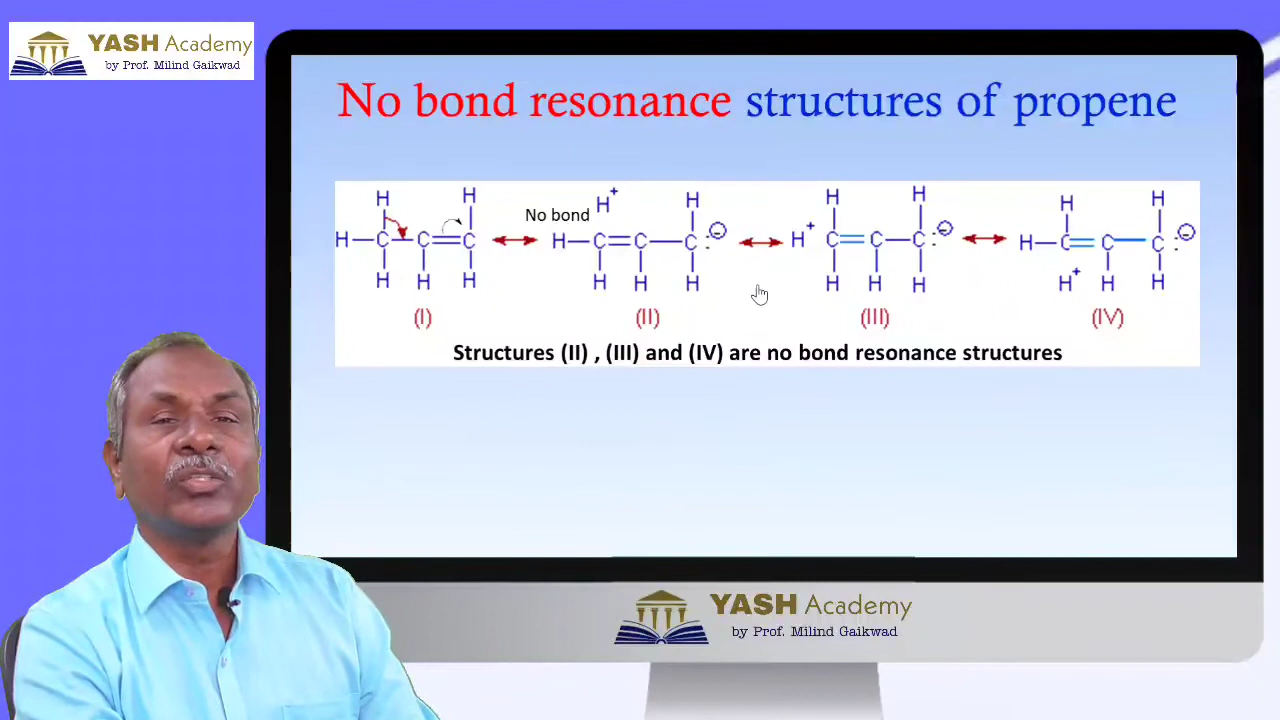 YASH Academy
by Prof. Milind Gaikwad
No bond resonance structures of propene
H H H + H H H H H
No bond H
H C C C H C C C : - H + C C C : - H C C C : -
H H H H H H H H H H + H H
(I) (II) (III) (IV)
Structures (II) , (III) and (IV) are no bond resonance structures
YASH Academy
by Prof. Milind Gaikwad